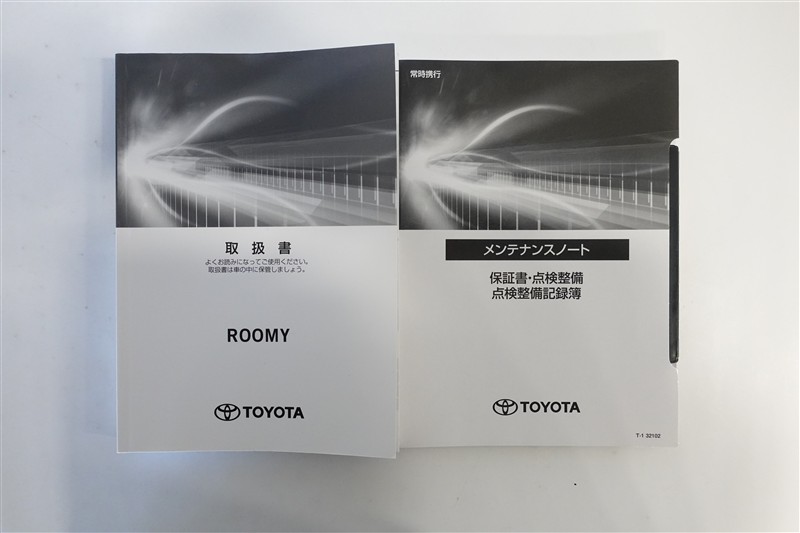 取扱書
よくお読みになってご使用ください。
取扱書は車の中に保管しましょう。
ROOMY
TOYOTA
常時携行
メンテナンスノート
保証書・点検整備
点検整備記録簿
TOYOTA
T-1 32102